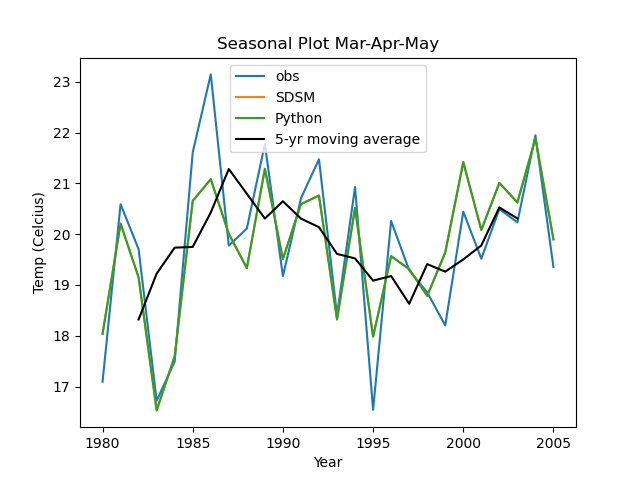 Seasonal Plot Mar-Apr-May
obs
SDSM
Python
5-yr moving average
23
22
21
20
19
18
17
Temp (Celcius)
1980 1985 1990 1995 2000 2005
Year